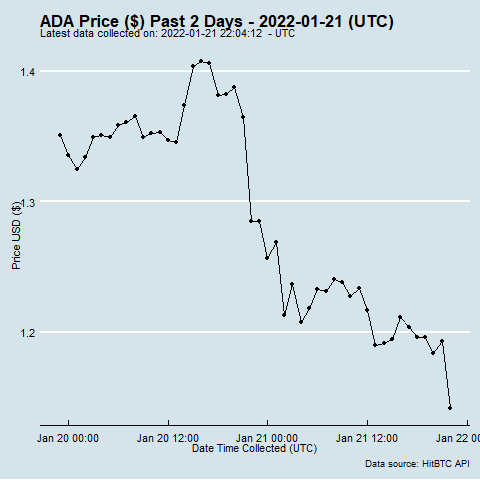 ADA Price ($) Past 2 Days - 2022-01-21 (UTC)
Latest data collected on: 2022-01-21 22:04:12 - UTC
1.4
1.3
1.2
Price USD ($)
Jan 20 00:00 Jan 20 12:00 Jan 21 00:00 Jan 21 12:00 Jan 22 00
Date Time Collected (UTC)
Data source: HitBTC API